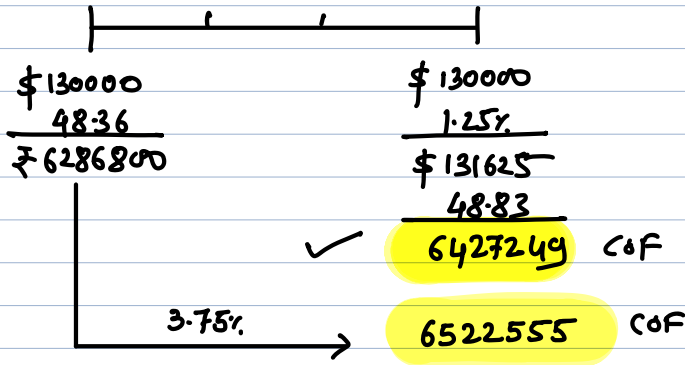 $ 130000 $ 130000
48.36 1.25%
₹ 6286800 $ 131625
48.83
✓ 6427249 COF
3.75% 6522555 COF